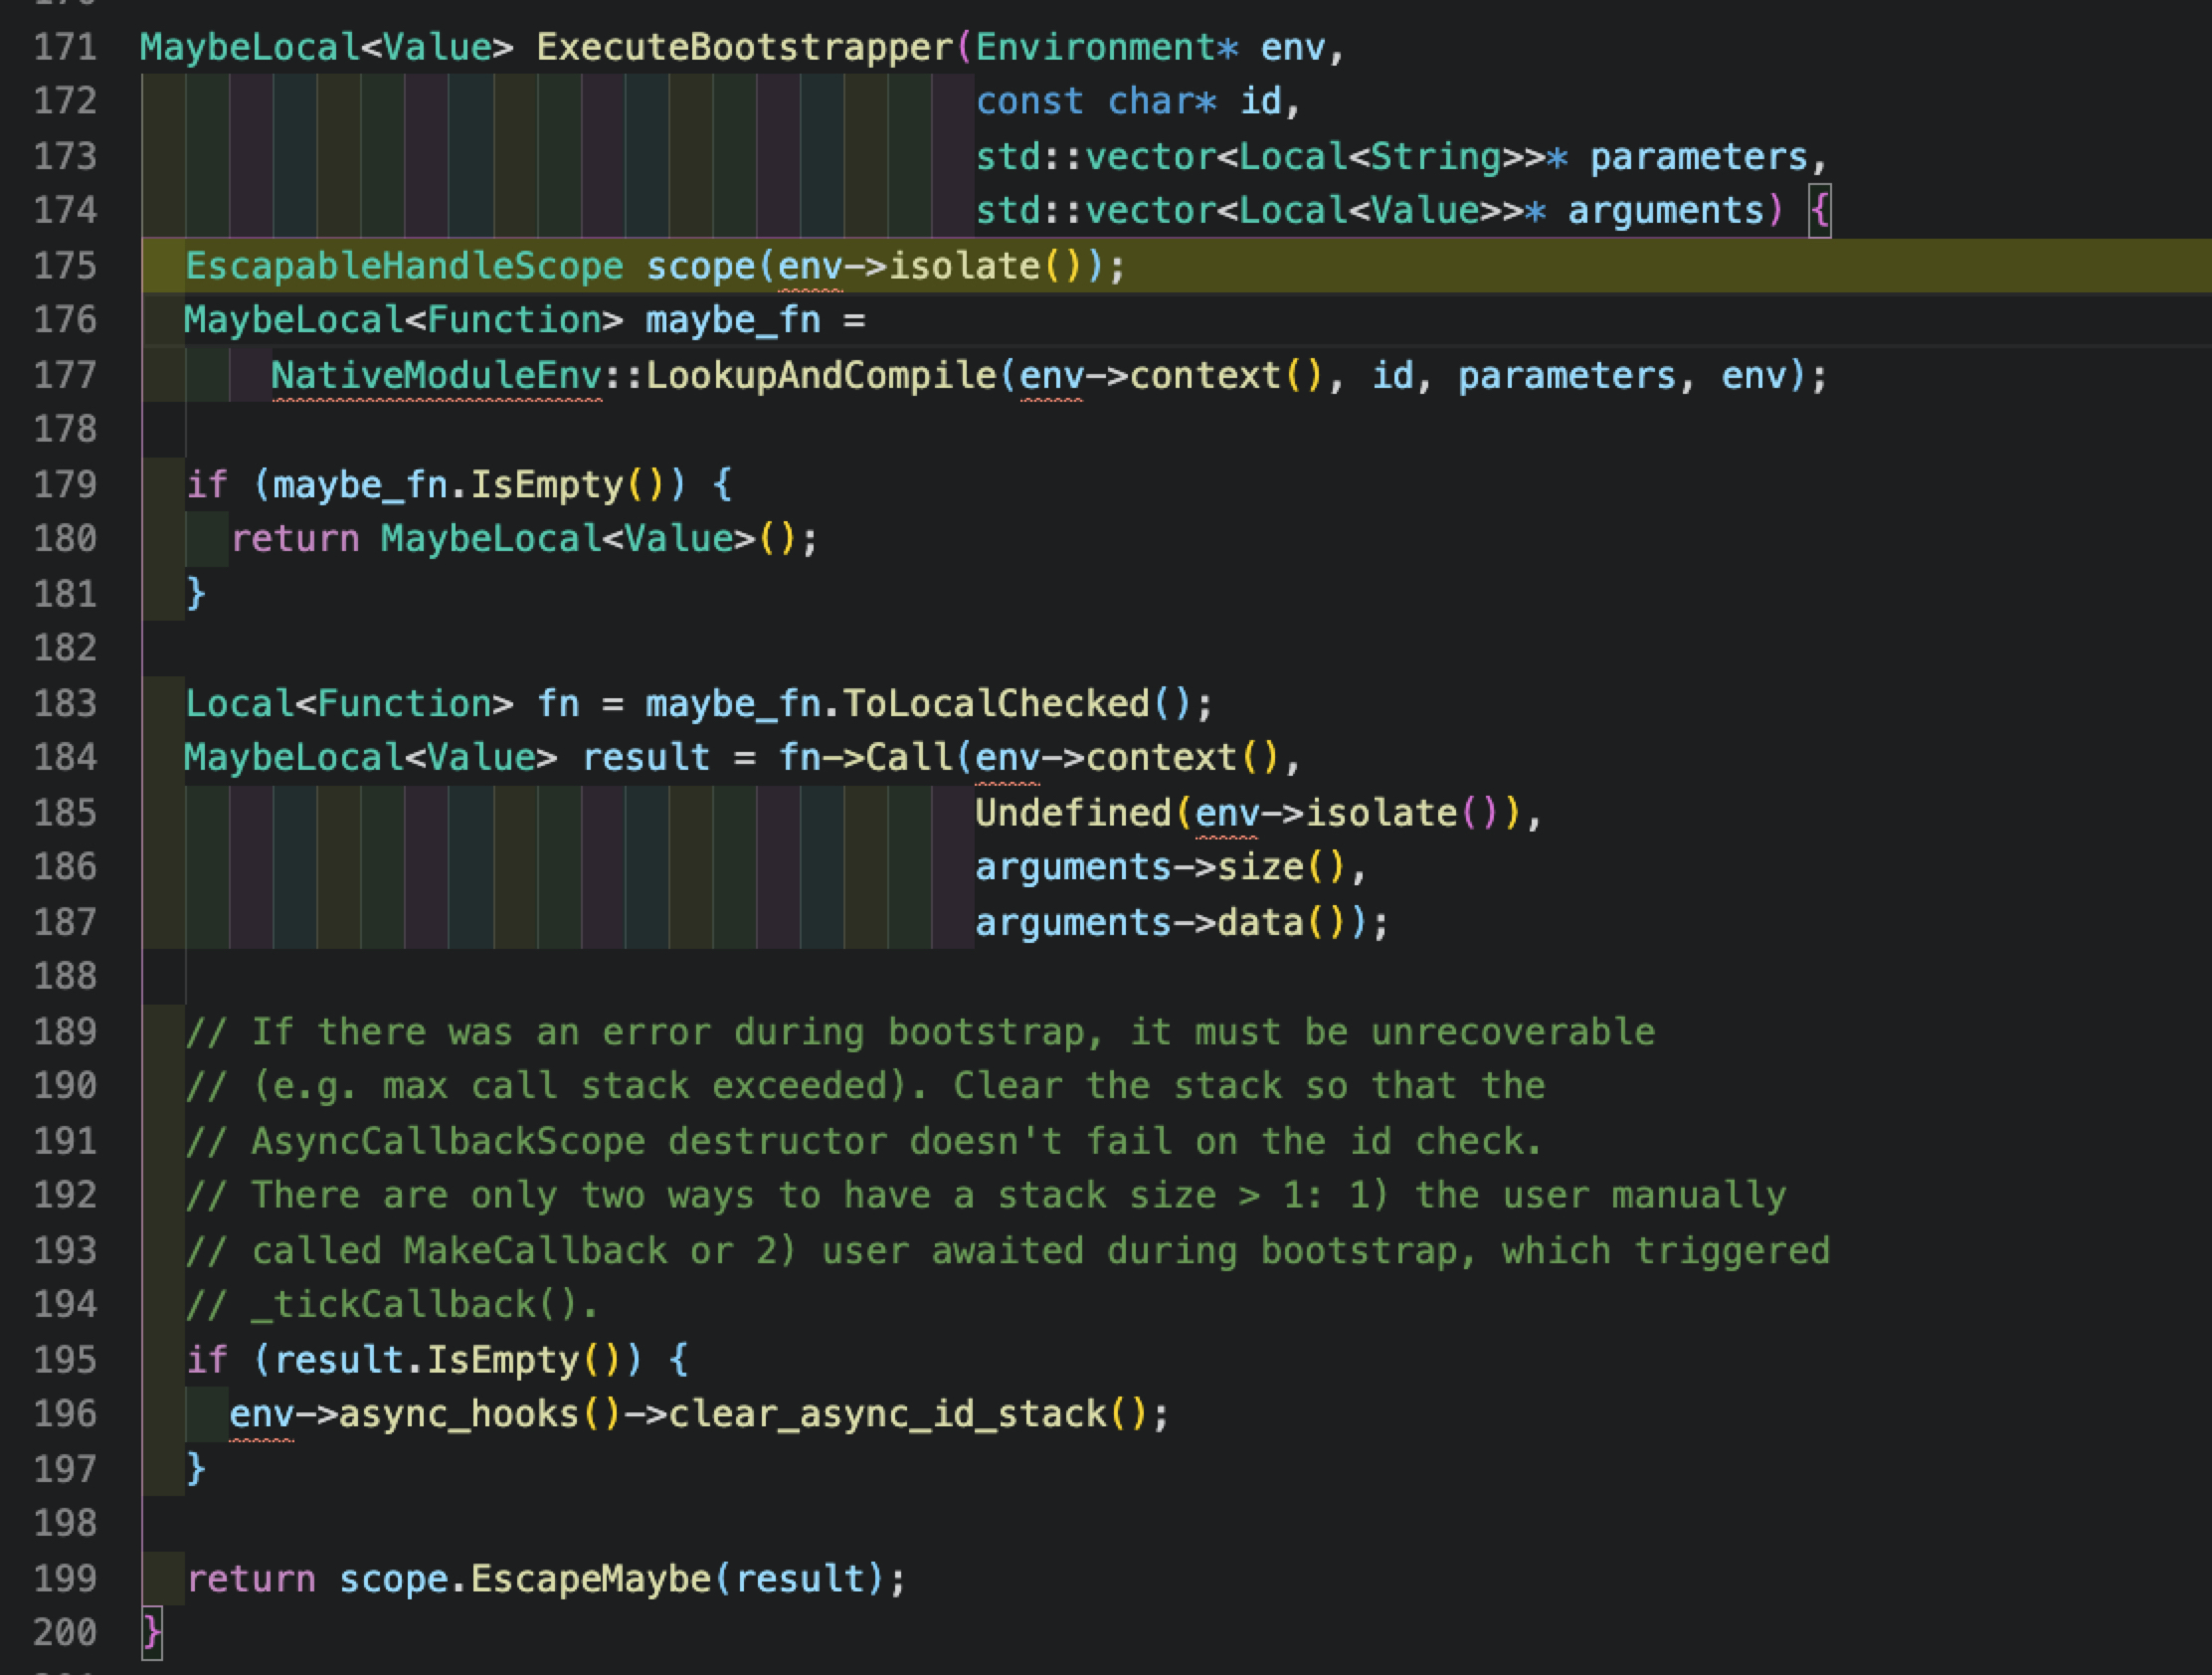 171 MaybeLocal<Value> ExecuteBootstrapper(Environment* env,
172 const char* id,
173 std::vector<Local<String>>* parameters,
174 std::vector<Local<Value>>* arguments) {
175 EscapableHandleScope scope(env->isolate());
176 MaybeLocal<Function> maybe_fn =
177 NativeModuleEnv::LookupAndCompile(env->context(), id, parameters, env);
178
179 if (maybe_fn.IsEmpty()) {
180 return MaybeLocal<Value>();
181 }
182
183 Local<Function> fn = maybe_fn.ToLocalChecked();
184 MaybeLocal<Value> result = fn->Call(env->context(),
185 Undefined(env->isolate()),
186 arguments->size(),
187 arguments->data());
188
189 // If there was an error during bootstrap, it must be unrecoverable
190 // (e.g. max call stack exceeded). Clear the stack so that the
191 // AsyncCallbackScope destructor doesn't fail on the id check.
192 // There are only two ways to have a stack size > 1: 1) the user manually
193 // called MakeCallback or 2) user awaited during bootstrap, which triggered
194 // _tickCallback().
195 if (result.IsEmpty()) {
196 env->async_hooks()->clear_async_id_stack();
197 }
198
199 return scope.EscapeMaybe(result);
200 }